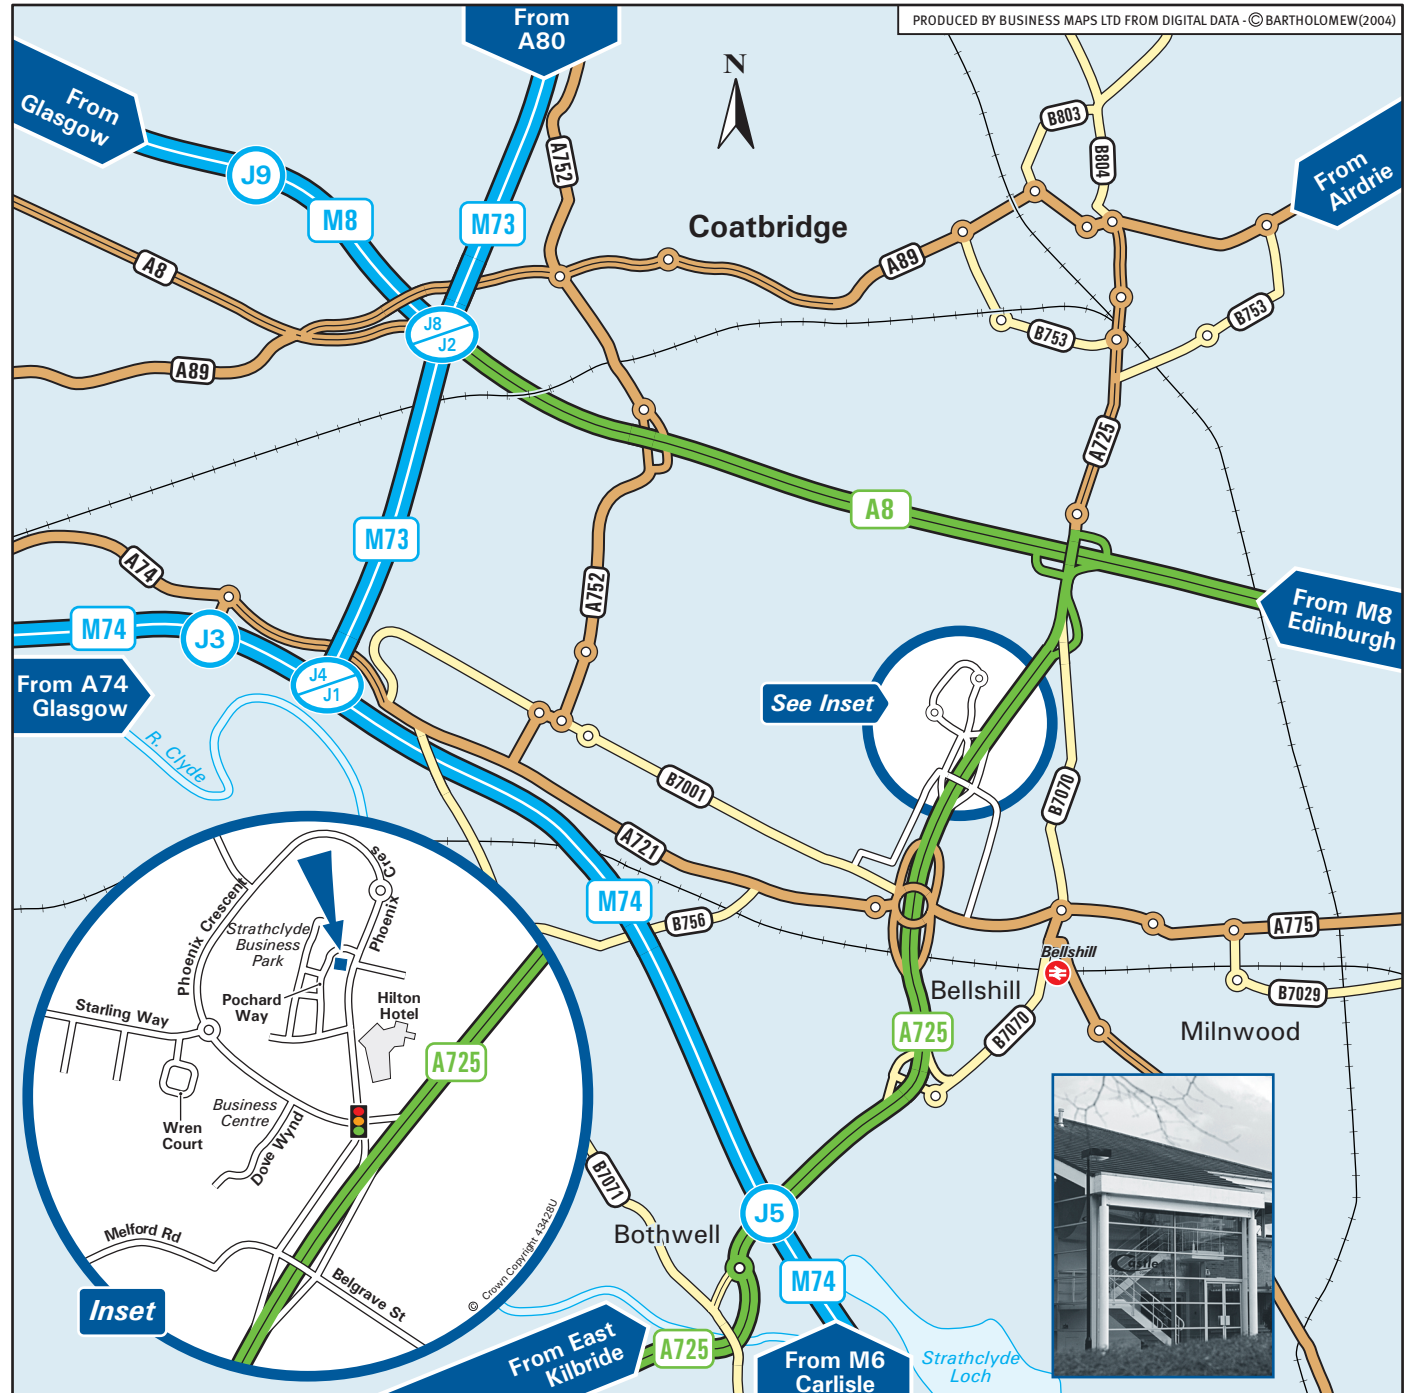 PRODUCED BY BUSINESS MAPS LTD FROM DIGITAL DATA - © BARTHOLOMEW(2004)
From
A80
N
From
Glasgow
J9
M8
M73
A752
B803
B804
From
Airdrie
Coatbridge
A8
A89
J8
J2
A89
B753
B753
A725
M73
A8
A74
A752
M74
J3
J4
J1
From A74
Glasgow
R. Clyde
From M8
Edinburgh
See Inset
B7001
B7070
A721
M74
B756
A775
Bellshill
B7029
Bellshill
A725
B7070
Milnwood
Phoenix Crescent
Phoenix
Cres
Strathclyde
Business
Park
Pochard
Way
Hilton
Hotel
Starling Way
A725
Business
Centre
Wren
Court
Dove Wynd
Melford Rd
Belgrave St
© Crown Copyright 43428U
Inset
B7071
Bothwell
J5
M74
A725
From East
Kilbride
From M6
Carlisle
Strathclyde
Loch
Castle